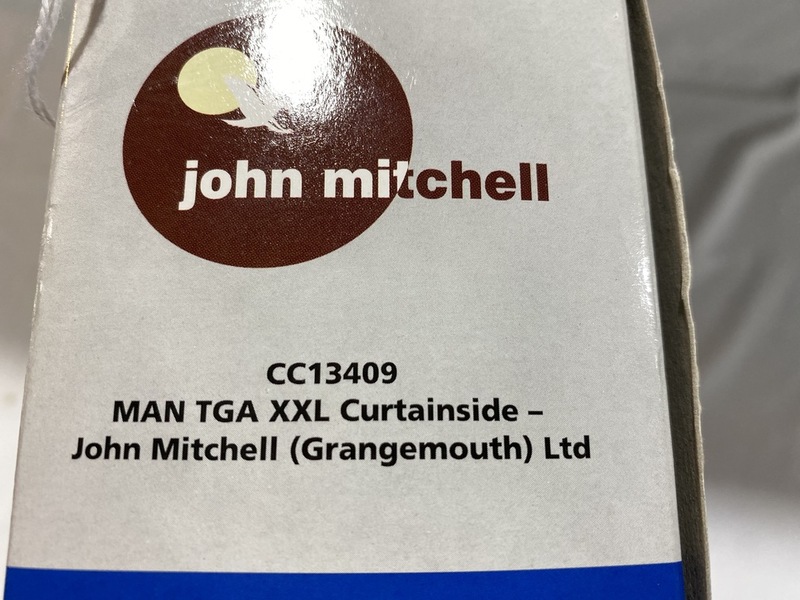 john mitchell
CC13409
MAN TGA XXL Curtainside –
John Mitchell (Grangemouth) Ltd